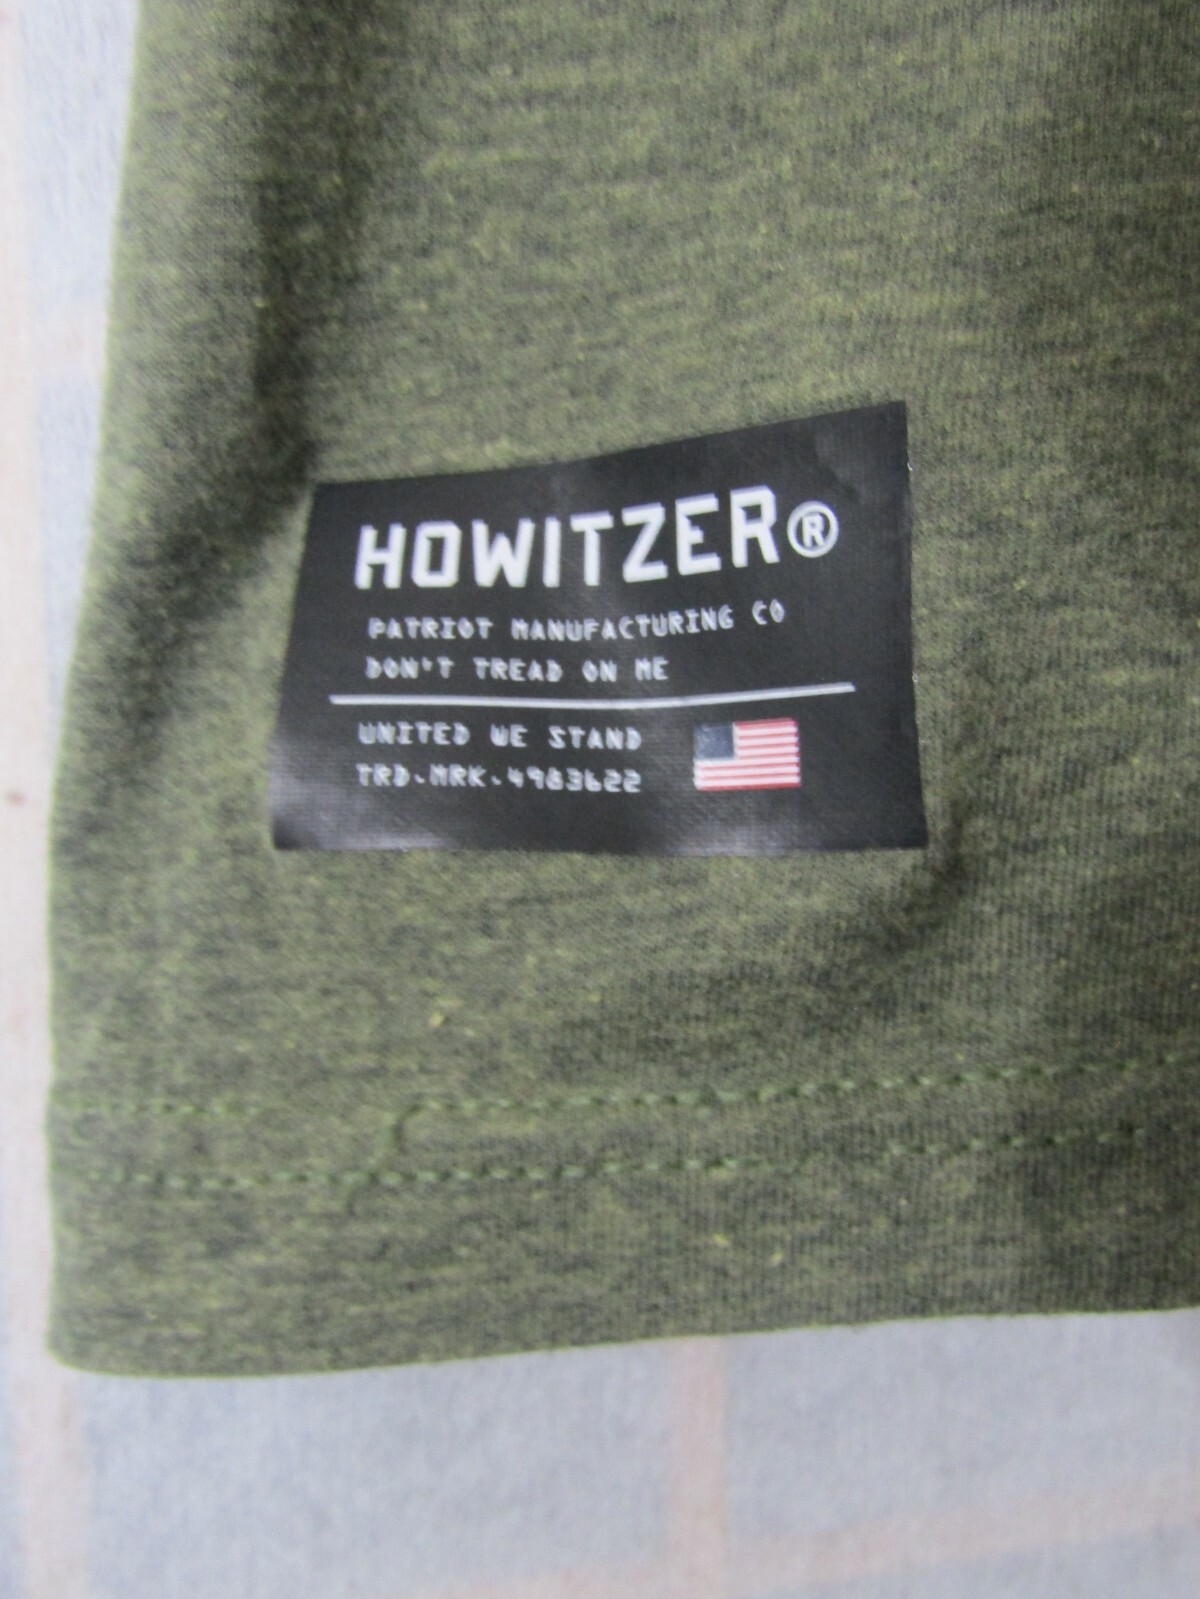 HOWITZER®
PATRIOT MANUFACTURING CO
DON'T TREAD ON ME
UNITED WE STAND
TRD.MRK.4983622